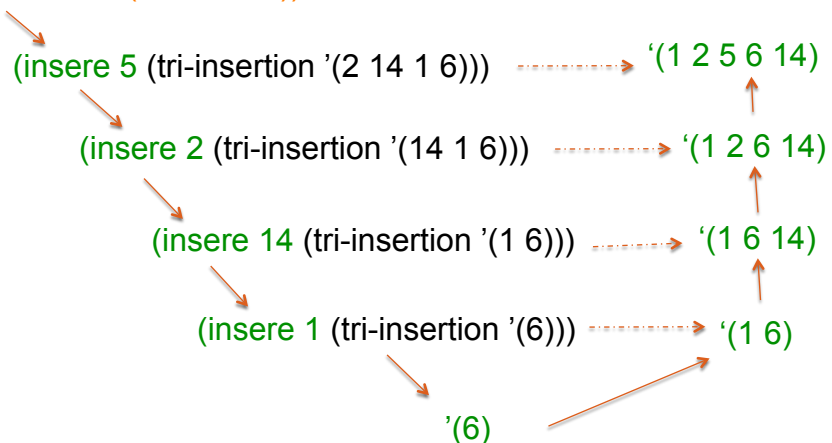 (insere 5 (tri-insertion '(2 14 1 6))) ‘(1 2 5 6 14)
(insere 2 (tri-insertion '(14 1 6))) ‘(1 2 6 14)
(insere 14 (tri-insertion '(1 6))) ‘(1 6 14)
(insere 1 (tri-insertion '(6))) ‘(1 6)
'(6)